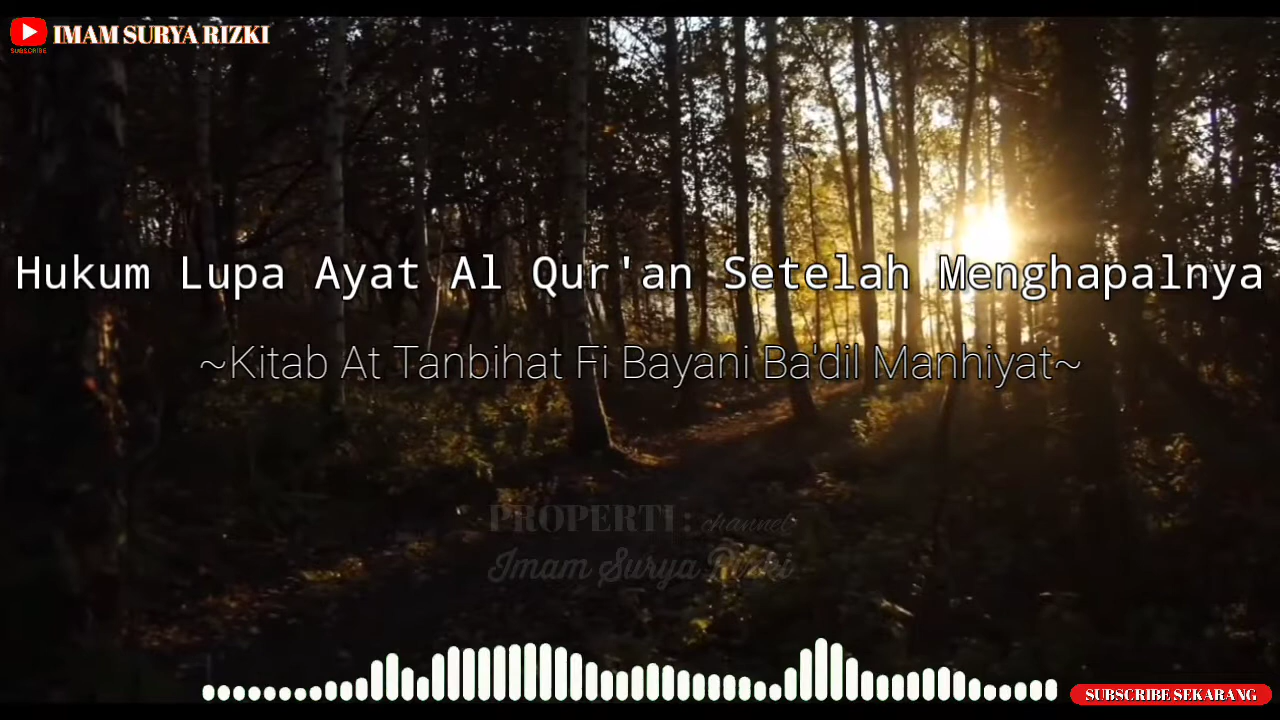 IMAM SURYA RIZKI
SUBSCRIBE
Hukum Lupa Ayat Al Qur'an Setelah Menghapalnya
~Kitab At Tanbihat Fi Bayani Ba'dil Manhiyat~
PROPERTI : channel
Imam Surya Rizki
SUBSCRIBE SEKARANG